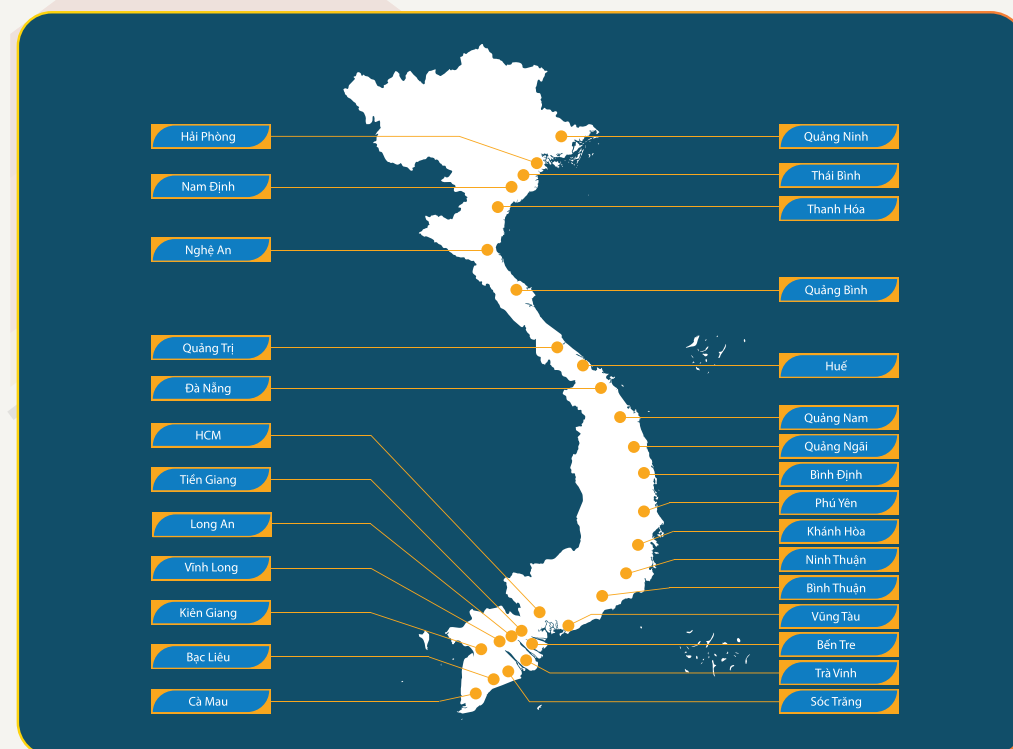 Hải Phòng
Nam Định
Nghệ An
Quảng Trị
Đà Nẵng
HCM
Tiền Giang
Long An
Vĩnh Long
Kiên Giang
Bạc Liêu
Cà Mau
Quảng Ninh
Thái Bình
Thanh Hóa
Quảng Bình
Huế
Quảng Nam
Quảng Ngãi
Bình Định
Phú Yên
Khánh Hòa
Ninh Thuận
Bình Thuận
Vũng Tàu
Bến Tre
Trà Vinh
Sóc Trăng